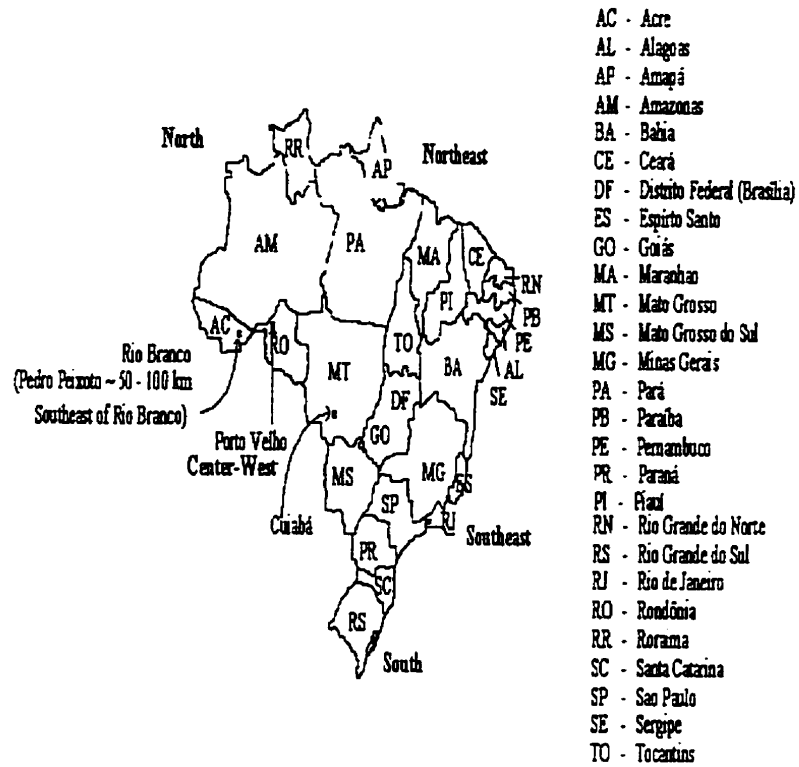 North
RR
AP
Northeast
AM
PA
MA
CE
RN
PI
PB
AC
RO
TO
PE
Rio Branco
MT
BA
AL
(Pedro Peixoto ~ 50 - 100 km
DF
SE
Southeast of Rio Branco)
GO
Porto Velho
Center-West
MS
MG
ES
SP
Cuiabá
RJ
Southeast
PR
SC
RS
South
AC - Acre
AL - Alagoas
AP - Amapá
AM - Amazonas
BA - Bahia
CE - Ceará
DF - Distrito Federal (Brasília)
ES - Espirto Santo
GO - Goiás
MA - Maranhao
MT - Mato Grosso
MS - Mato Grosso do Sul
MG - Minas Gerais
PA - Pará
PB - Paraíba
PE - Pernambuco
PR - Paraná
PI - Piauí
RN - Rio Grande do Norte
RS - Rio Grande do Sul
RJ - Rio de Janeiro
RO - Rondônia
RR - Rorama
SC - Santa Catarina
SP - Sao Paulo
SE - Sergipe
TO - Tocantins